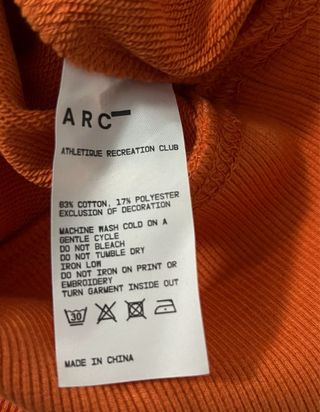 ARC
ATHLETIQUE RECREATION CLUB
83% COTTON, 17% POLYESTER
EXCLUSION OF DECORATION
MACHINE WASH COLD ON A
GENTLE CYCLE
DO NOT BLEACH
DO NOT TUMBLE DRY
IRON LOW
DO NOT IRON ON PRINT OR
EMBROIDERY
TURN GARMENT INSIDE OUT
30
MADE IN CHINA